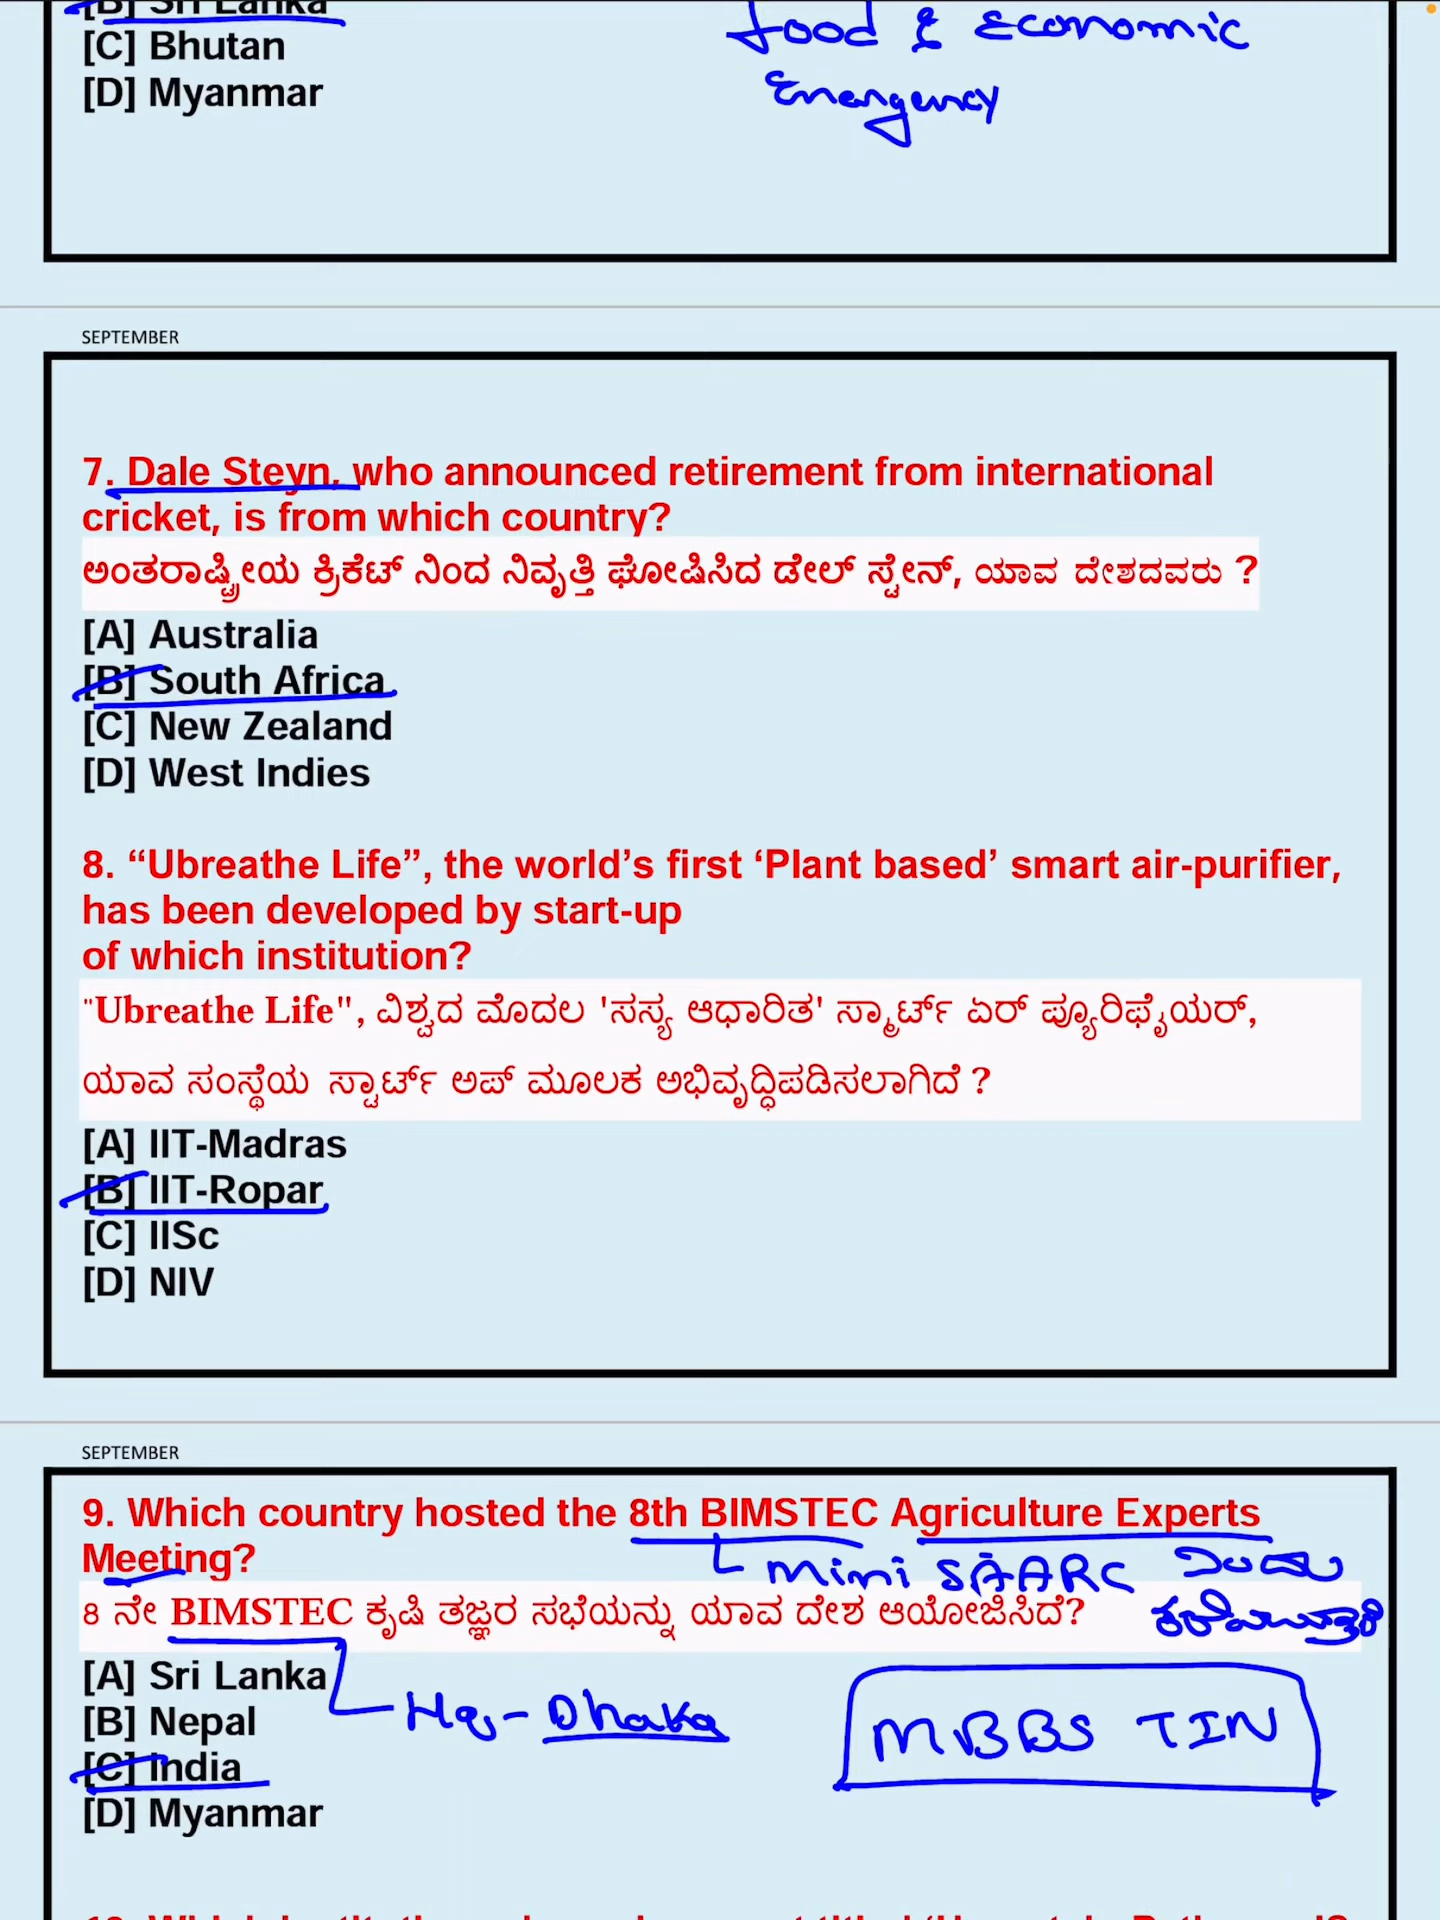 [B] Sri Lanka
[C] Bhutan
[D] Myanmar
food & Economic
Emergency
SEPTEMBER
7. Dale Steyn, who announced retirement from international
cricket, is from which country?
ಅಂತರಾಷ್ಟ್ರೀಯ ಕ್ರಿಕೆಟ್ ನಿಂದ ನಿವೃತ್ತಿ ಘೋಷಿಸಿದ ಡೇಲ್ ಸ್ಟೇನ್, ಯಾವ ದೇಶದವರು ?
[A] Australia
[B] South Africa
[C] New Zealand
[D] West Indies
8. “Ubreathe Life”, the world’s first ‘Plant based’ smart air-purifier,
has been developed by start-up
of which institution?
"Ubreathe Life", ವಿಶ್ವದ ಮೊದಲ 'ಸಸ್ಯ ಆಧಾರಿತ' ಸ್ಮಾರ್ಟ್ ಏರ್ ಪ್ಯೂರಿಫೈಯರ್,
ಯಾವ ಸಂಸ್ಥೆಯ ಸ್ಟಾರ್ಟ್ ಅಪ್ ಮೂಲಕ ಅಭಿವೃದ್ಧಿಪಡಿಸಲಾಗಿದೆ ?
[A] IIT-Madras
[B] IIT-Ropar
[C] IISc
[D] NIV
SEPTEMBER
9. Which country hosted the 8th BIMSTEC Agriculture Experts
Meeting?
mini SAARC ಎಂದು
8 ನೇ BIMSTEC ಕೃಷಿ ತಜ್ಞರ ಸಭೆಯನ್ನು ಯಾವ ದೇಶ ಆಯೋಜಿಸಿದೆ?
[A] Sri Lanka
[B] Nepal
Hq - Dhaka
MBBS TIN
[C] India
[D] Myanmar